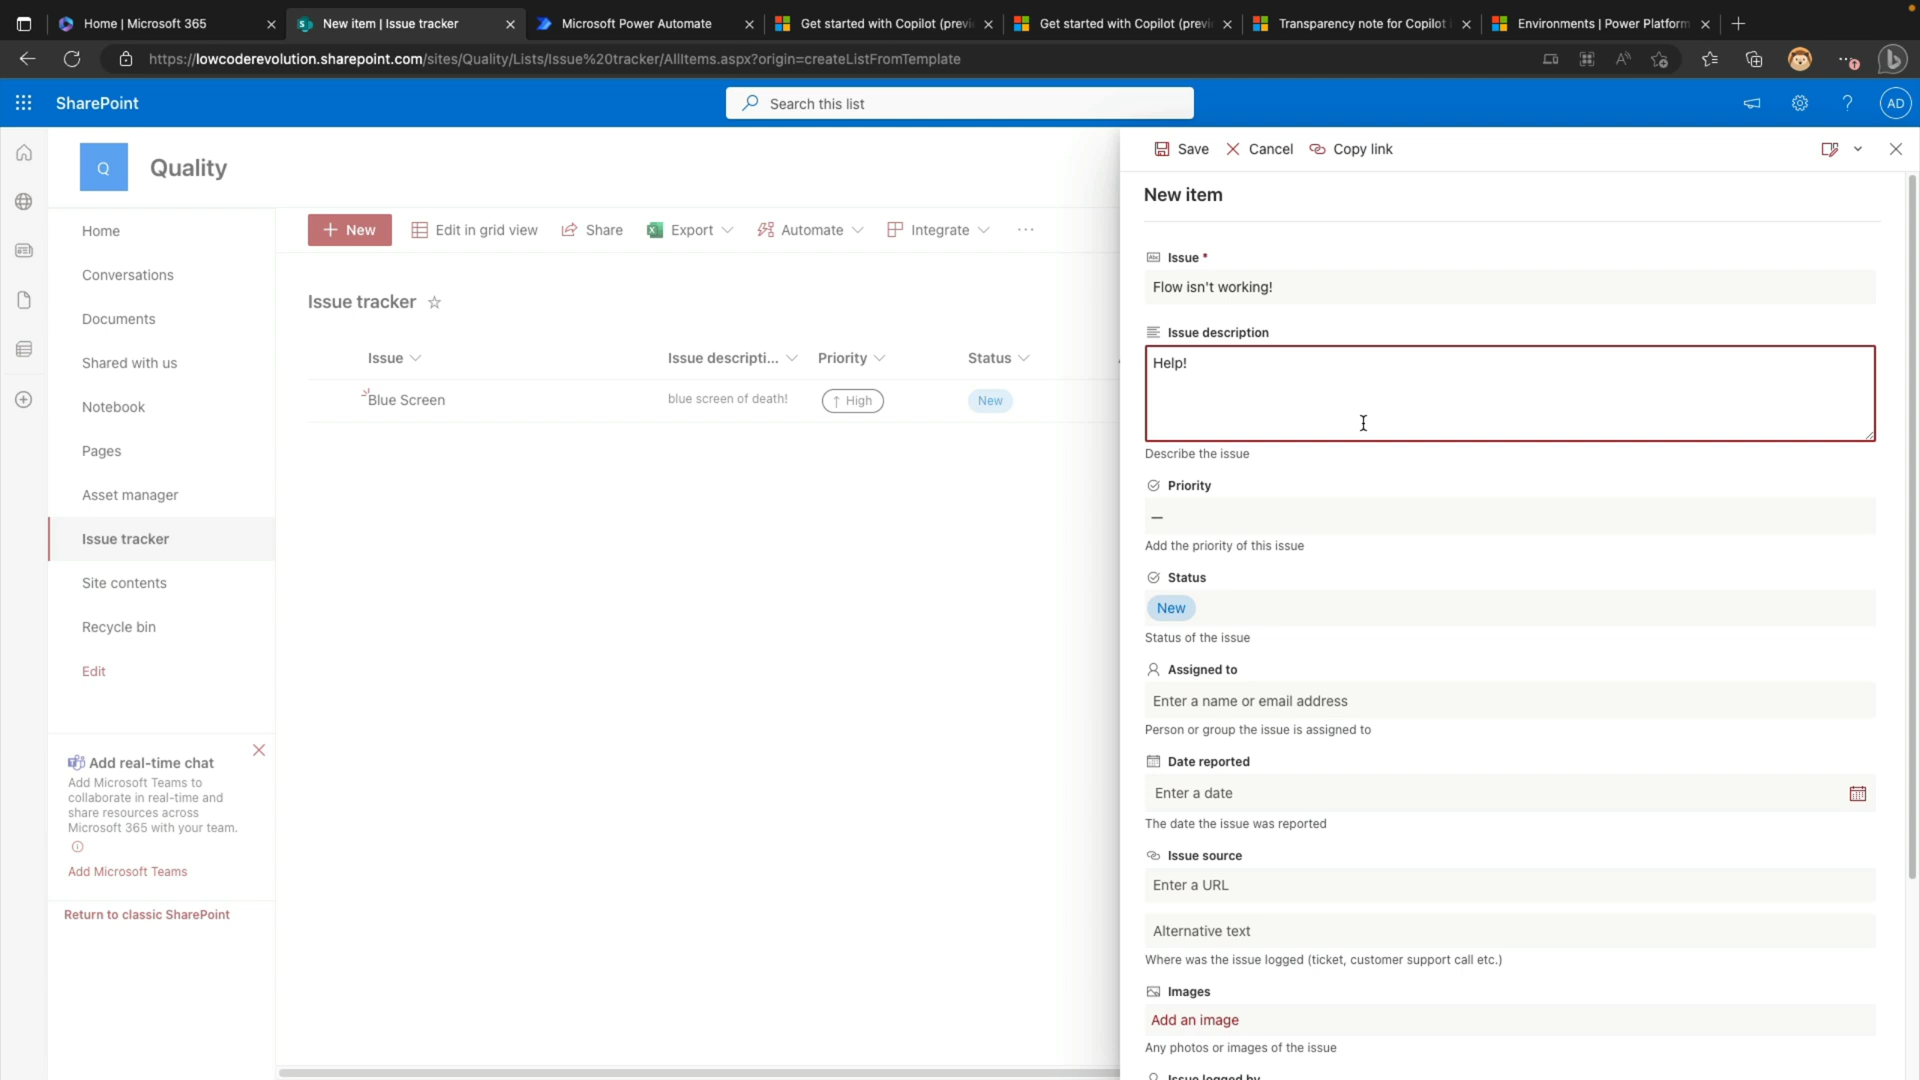 Home | Microsoft 365
New item | Issue tracker
Microsoft Power Automate
Get started with Copilot (previ
Get started with Copilot (previ
Transparency note for Copilot
Environments | Power Platform
https://lowcoderevolution.sharepoint.com/sites/Quality/Lists/Issue%20tracker/AllItems.aspx?origin=createListFromTemplate
SharePoint
Search this list
AD
Q
Quality
Home
Conversations
Documents
Shared with us
Notebook
Pages
Asset manager
Issue tracker
Site contents
Recycle bin
Edit
Add real-time chat
Add Microsoft Teams to
collaborate in real-time and
share resources across
Microsoft 365 with your team.
Add Microsoft Teams
Return to classic SharePoint
New
Edit in grid view
Share
Export
Automate
Integrate
Issue tracker
Issue
Issue descripti...
Priority
Status
Blue Screen
blue screen of death!
High
New
Save
Cancel
Copy link
New item
Issue *
Flow isn't working!
Issue description
Help!
Describe the issue
Priority
—
Add the priority of this issue
Status
New
Status of the issue
Assigned to
Enter a name or email address
Person or group the issue is assigned to
Date reported
Enter a date
The date the issue was reported
Issue source
Enter a URL
Alternative text
Where was the issue logged (ticket, customer support call etc.)
Images
Add an image
Any photos or images of the issue
Issue logged by